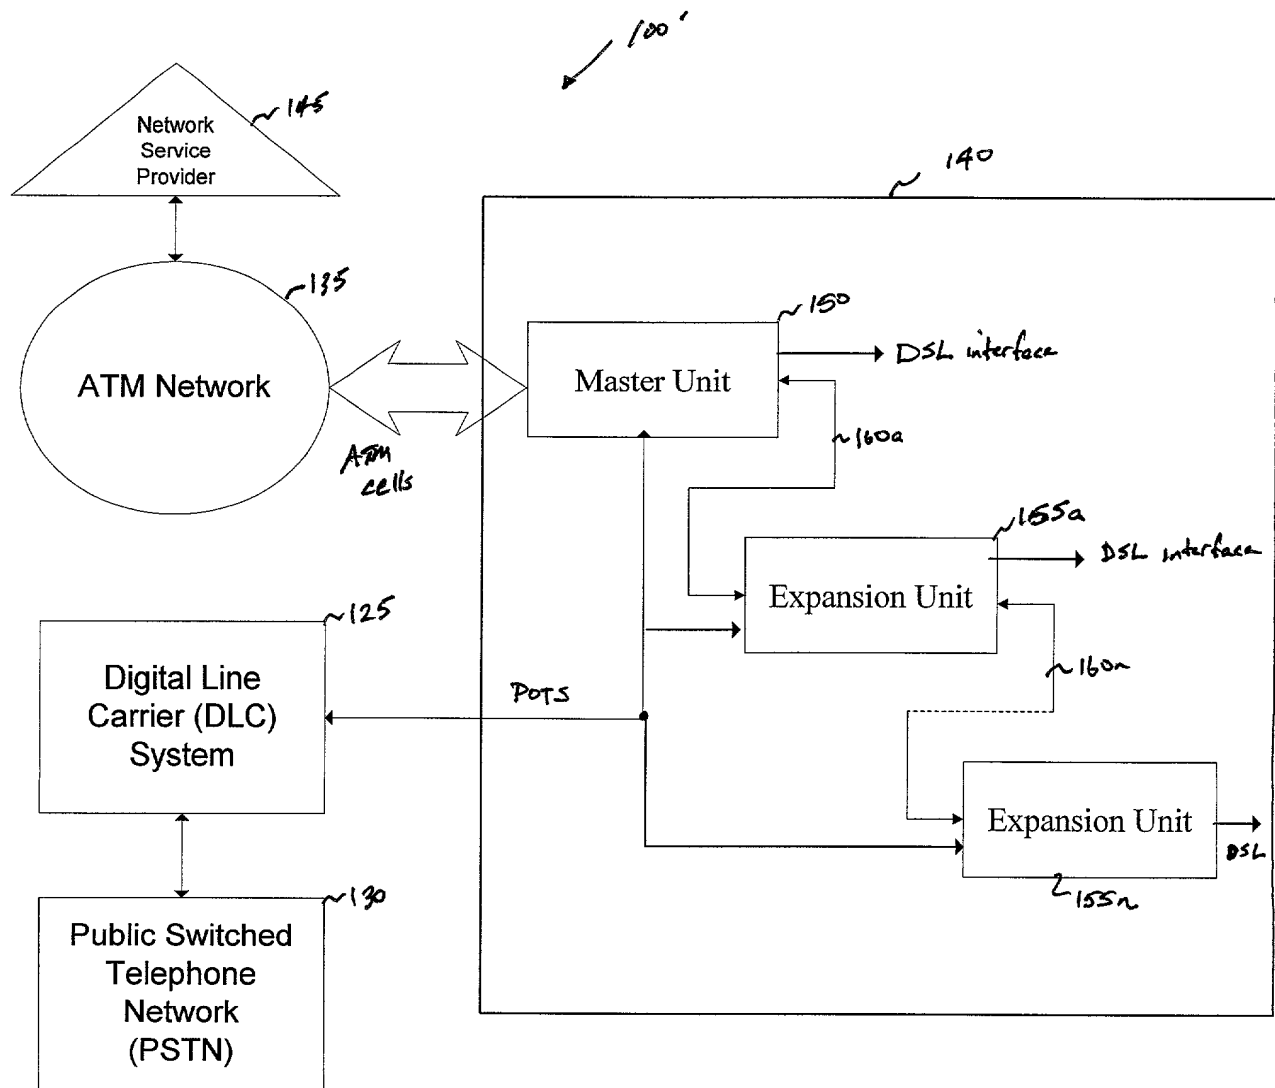 100'
145
Network
Service
Provider
140
135
150
ATM Network
Master Unit
DSL interface
160a
ATM
cells
155a
DSL interface
Expansion Unit
125
Digital Line
Carrier (DLC)
System
160n
POTS
Expansion Unit
DSL
155n
130
Public Switched
Telephone
Network
(PSTN)